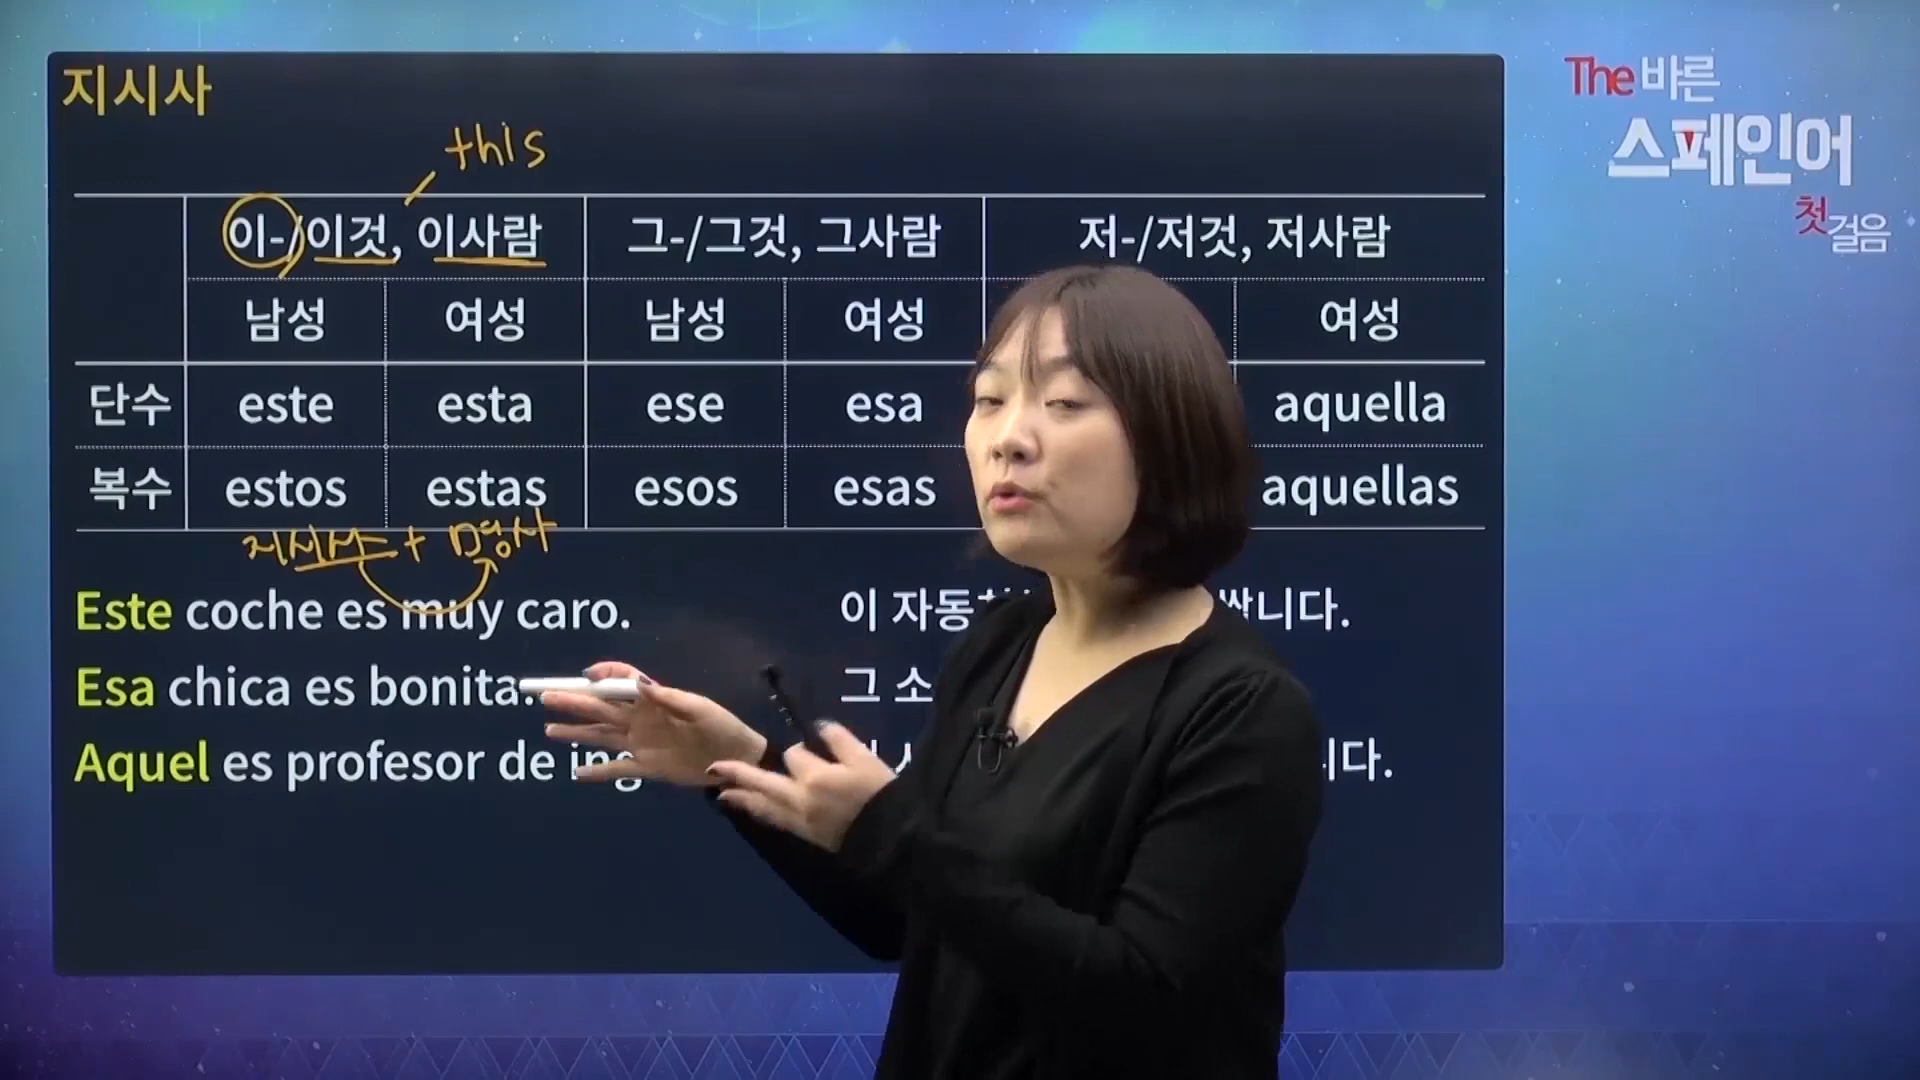 지시사
this
이-/이것, 이사람 그-/그것, 그사람 저-/저것, 저사람
남성 여성 남성 여성 여성
단수 este esta ese esa aquella
복수 estos estas esos esas aquellas
지시사 + 명사
Este coche es muy caro. 이 자동 니다.
Esa chica es bonita. 그 소
Aquel es profesor de ing 니다.
The 바른
스페인어
첫걸음